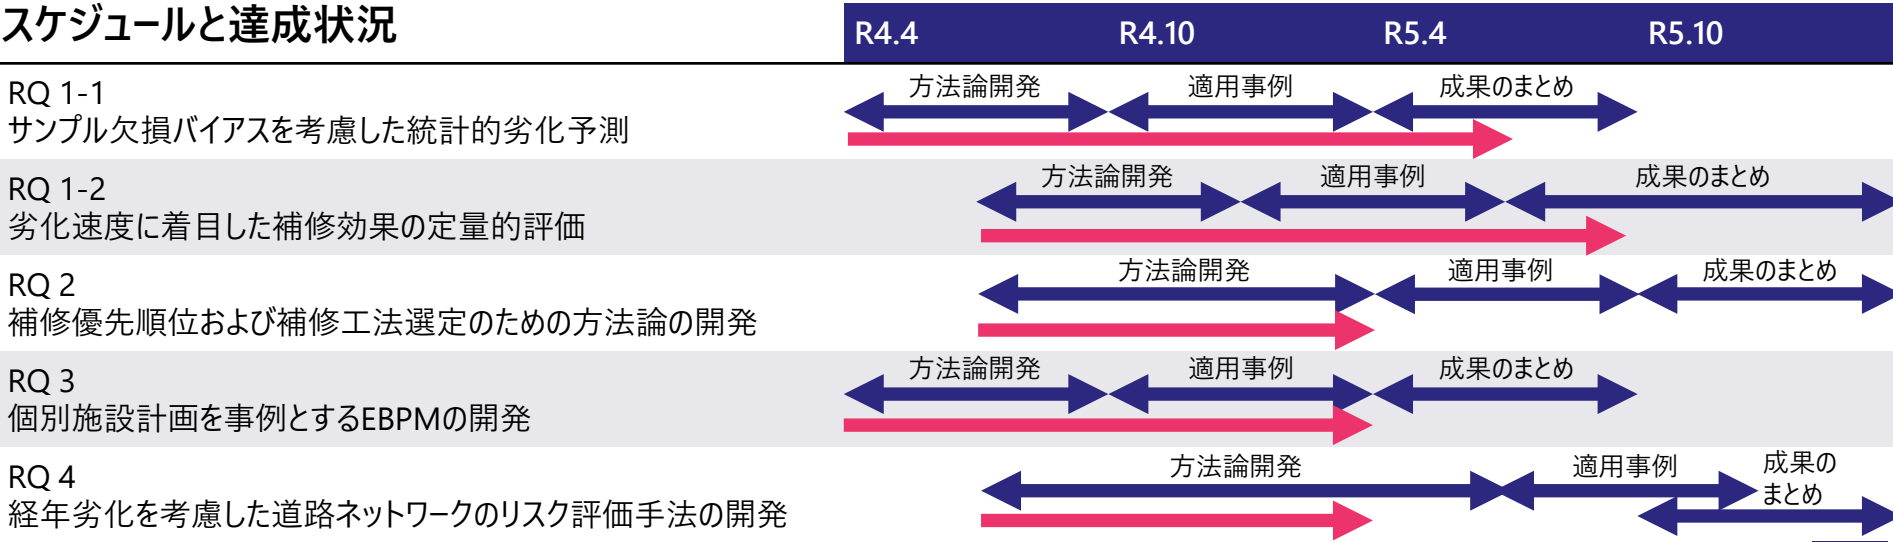 スケジュールと達成状況
R4.4 R4.10 R5.4 R5.10
RQ 1-1
サンプル欠損バイアスを考慮した統計的劣化予測
方法論開発 適用事例 成果のまとめ
RQ 1-2
劣化速度に着目した補修効果の定量的評価
方法論開発 適用事例 成果のまとめ
RQ 2
補修優先順位および補修工法選定のための方法論の開発
方法論開発 適用事例 成果のまとめ
RQ 3
個別施設計画を事例とするEBPMの開発
方法論開発 適用事例 成果のまとめ
RQ 4
経年劣化を考慮した道路ネットワークのリスク評価手法の開発
方法論開発 適用事例 成果の
まとめ